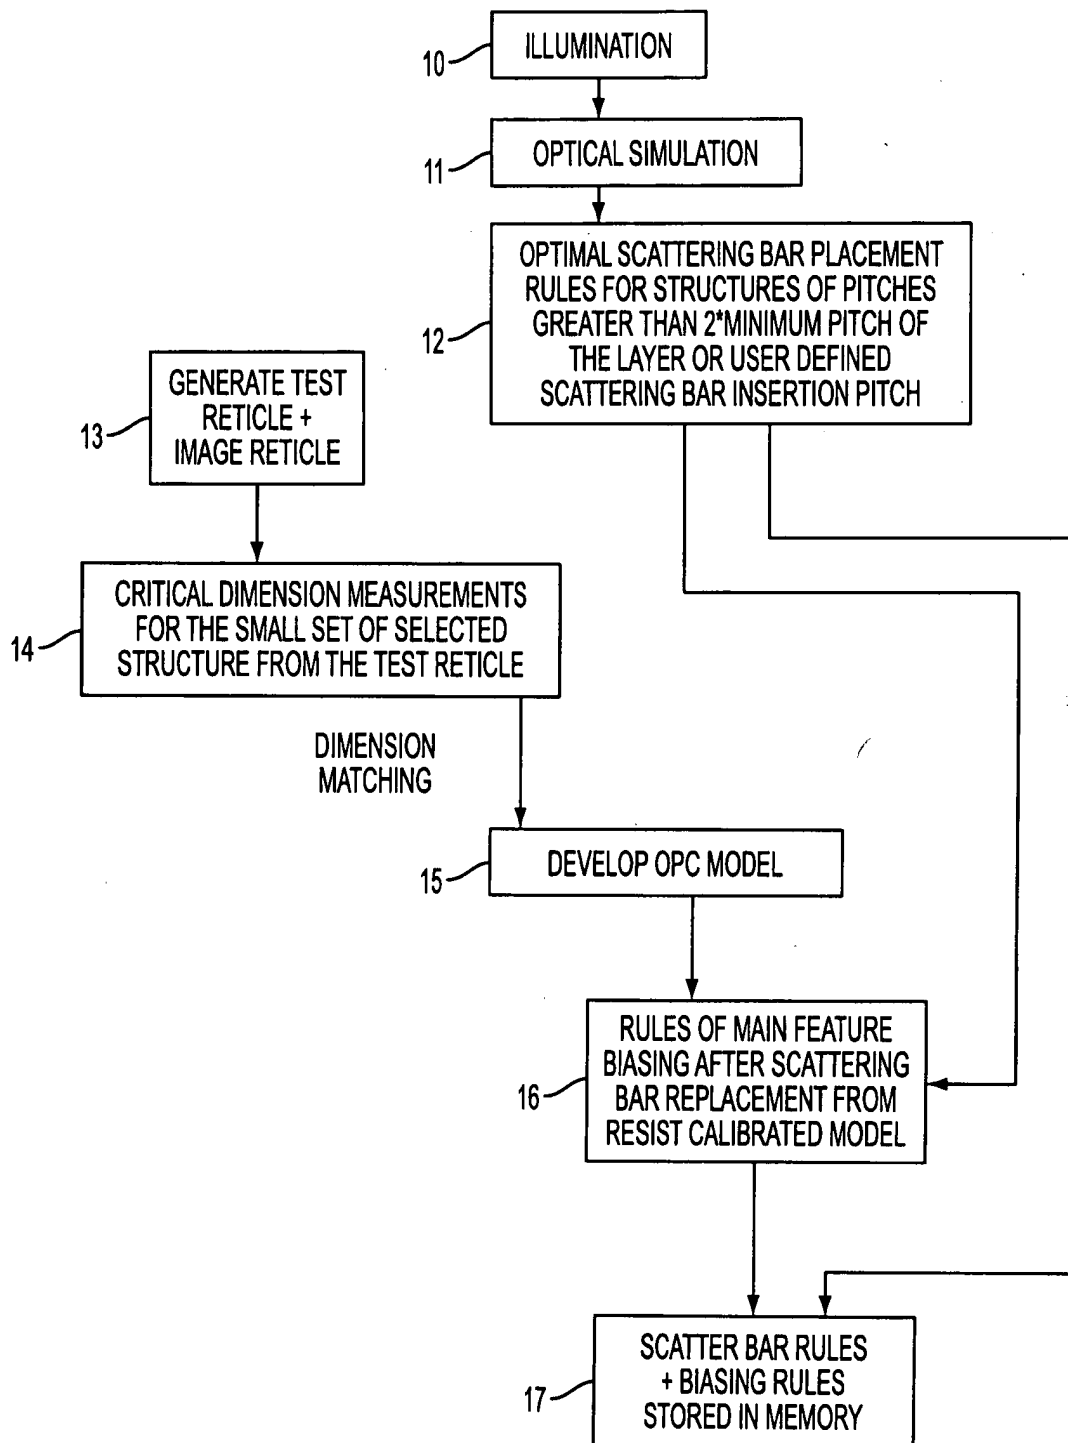 10
ILLUMINATION
11
OPTICAL SIMULATION
12
OPTIMAL SCATTERING BAR PLACEMENT
RULES FOR STRUCTURES OF PITCHES
GREATER THAN 2*MINIMUM PITCH OF
THE LAYER OR USER DEFINED
SCATTERING BAR INSERTION PITCH
13
GENERATE TEST
RETICLE +
IMAGE RETICLE
14
CRITICAL DIMENSION MEASUREMENTS
FOR THE SMALL SET OF SELECTED
STRUCTURE FROM THE TEST RETICLE
DIMENSION
MATCHING
15
DEVELOP OPC MODEL
16
RULES OF MAIN FEATURE
BIASING AFTER SCATTERING
BAR REPLACEMENT FROM
RESIST CALIBRATED MODEL
17
SCATTER BAR RULES
+ BIASING RULES
STORED IN MEMORY